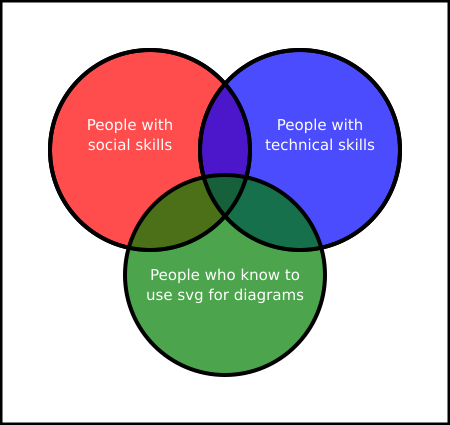 People with
social skills
People with
technical skills
People who know to
use svg for diagrams